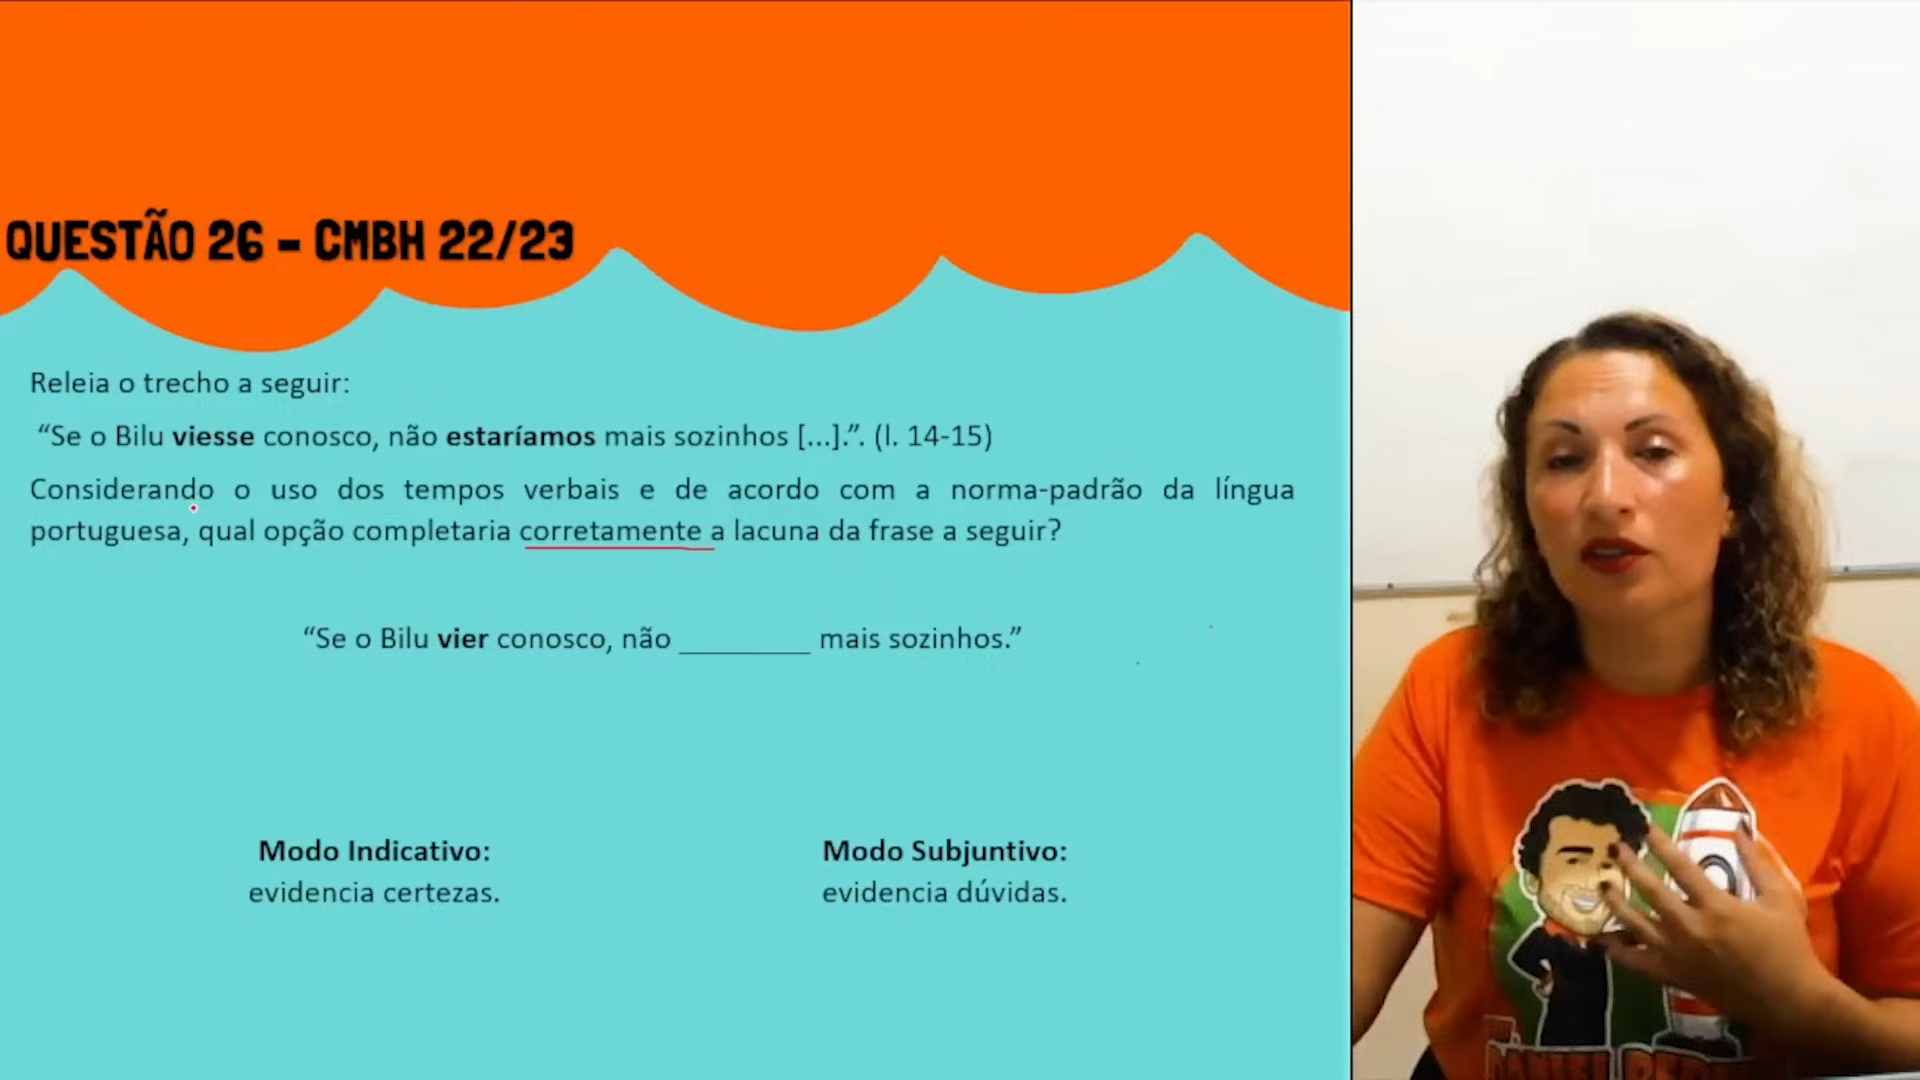 QUESTÃO 26 - CMBH 22/23
Releia o trecho a seguir:
“Se o Bilu viesse conosco, não estaríamos mais sozinhos [...].”. (l. 14-15)
Considerando o uso dos tempos verbais e de acordo com a norma-padrão da língua
portuguesa, qual opção completaria corretamente a lacuna da frase a seguir?
“Se o Bilu vier conosco, não _________ mais sozinhos.”
Modo Indicativo:
evidencia certezas.
Modo Subjuntivo:
evidencia dúvidas.